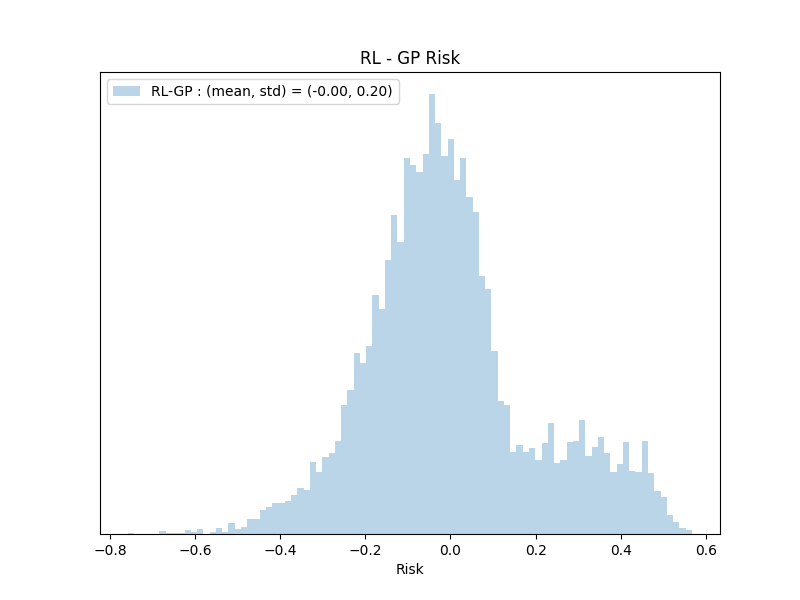 RL - GP Risk
RL-GP : (mean, std) = (-0.00, 0.20)
−0.8 −0.6 −0.4 −0.2 0.0 0.2 0.4 0.6
Risk